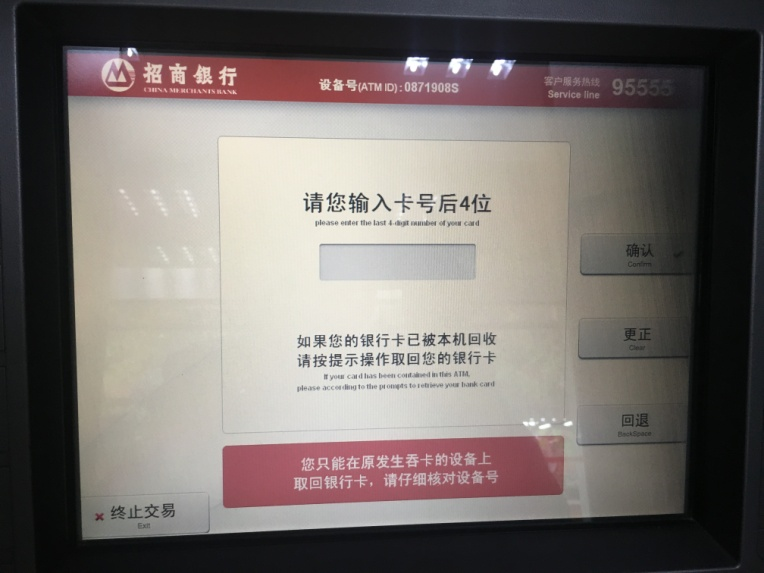 招商银行
CHINA MERCHANTS BANK
设备号(ATM ID) : 0871908S
客户服务热线
Service line
95555
请您输入卡号后4位
please enter the last 4-digit number of your card
确认
Confirm
如果您的银行卡已被本机回收
请按提示操作取回您的银行卡
If your card has been contained in this ATM,
please according to the prompts to retrieve your bank card
更正
Clear
回退
BackSpace
您只能在原发生吞卡的设备上
取回银行卡，请仔细核对设备号
终止交易
Exit